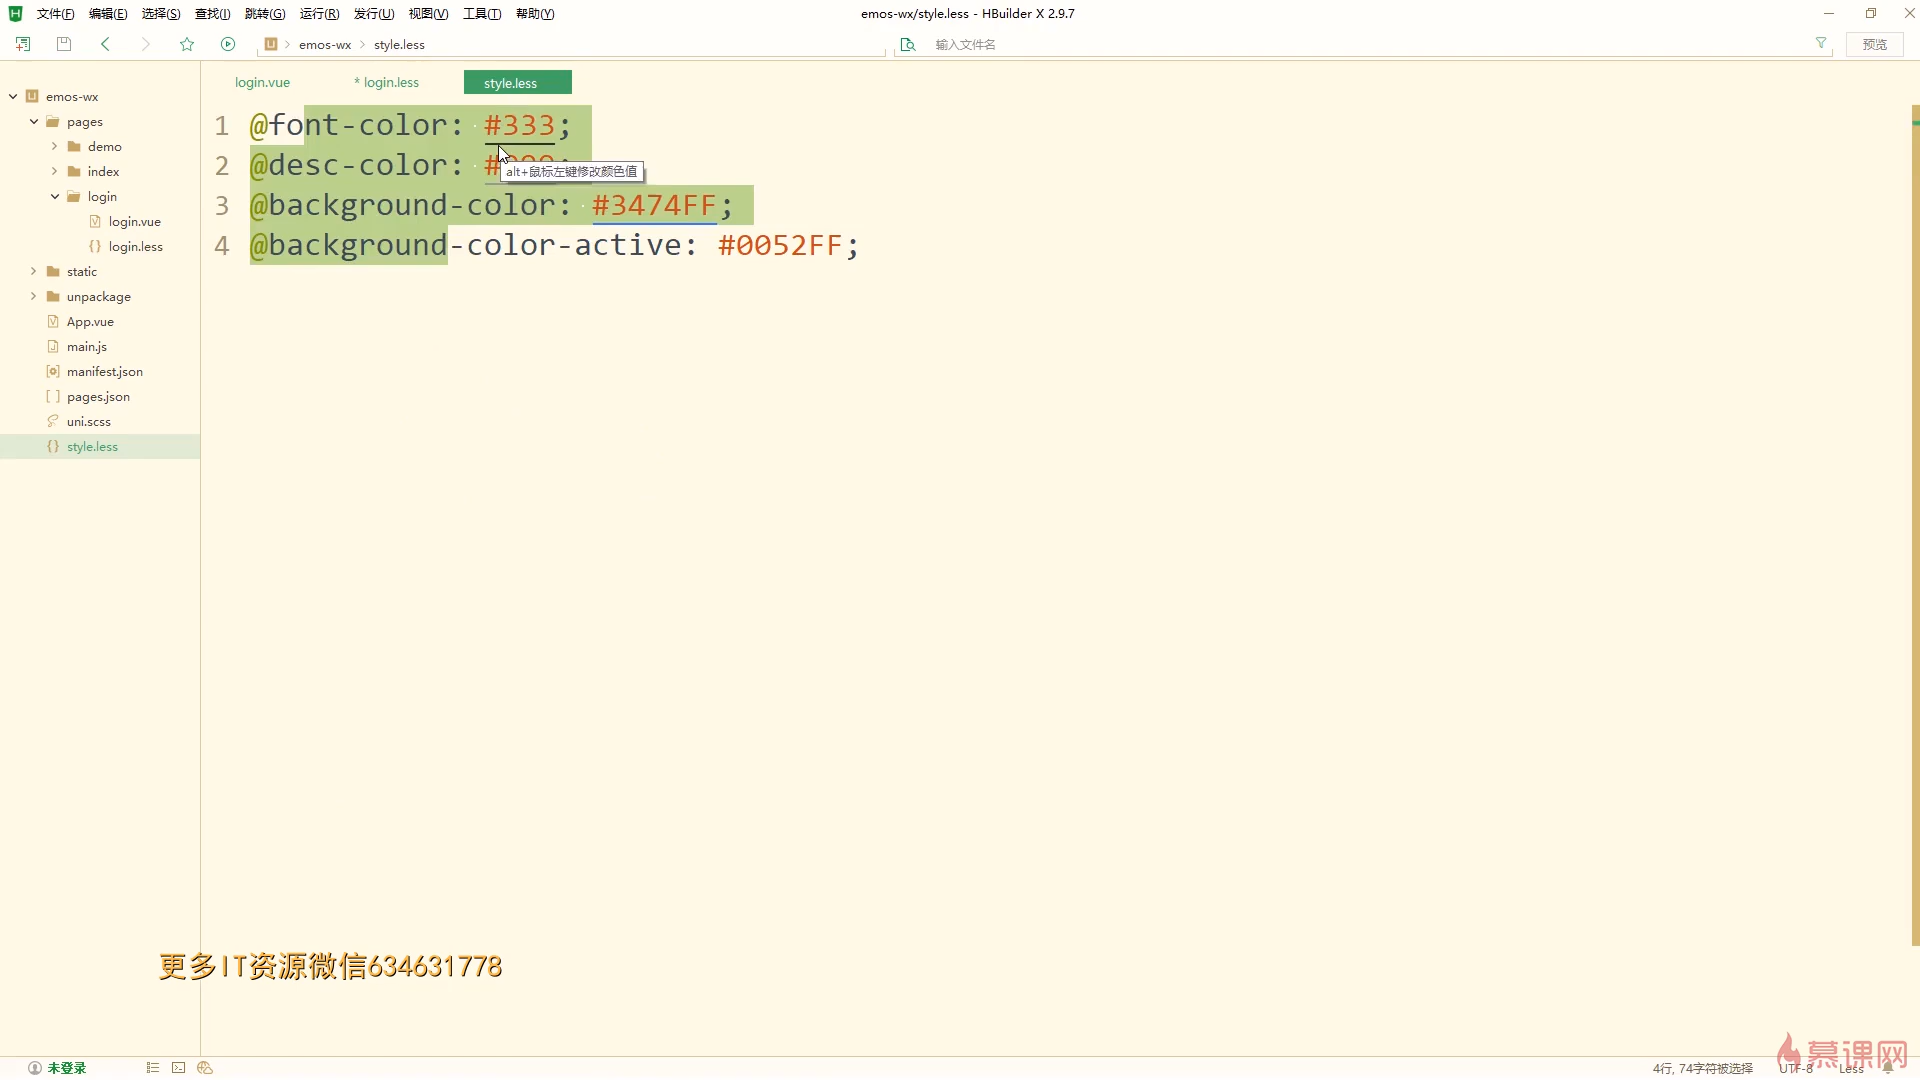 文件(F) 编辑(E) 选择(S) 查找(I) 跳转(G) 运行(R) 发行(U) 视图(V) 工具(T) 帮助(Y)
emos-wx/style.less - HBuilder X 2.9.7
emos-wx style.less
输入文件名
预览
login.vue * login.less style.less
emos-wx
pages
demo
index
login
login.vue
login.less
static
unpackage
App.vue
main.js
manifest.json
pages.json
uni.scss
style.less
1 @font-color: #333;
2 @desc-color:
alt+鼠标左键修改颜色值
3 @background-color: #3474FF;
4 @background-color-active: #0052FF;
更多IT资源微信634631778
慕课网
未登录
4行, 74字符被选择
UTF-8
Less